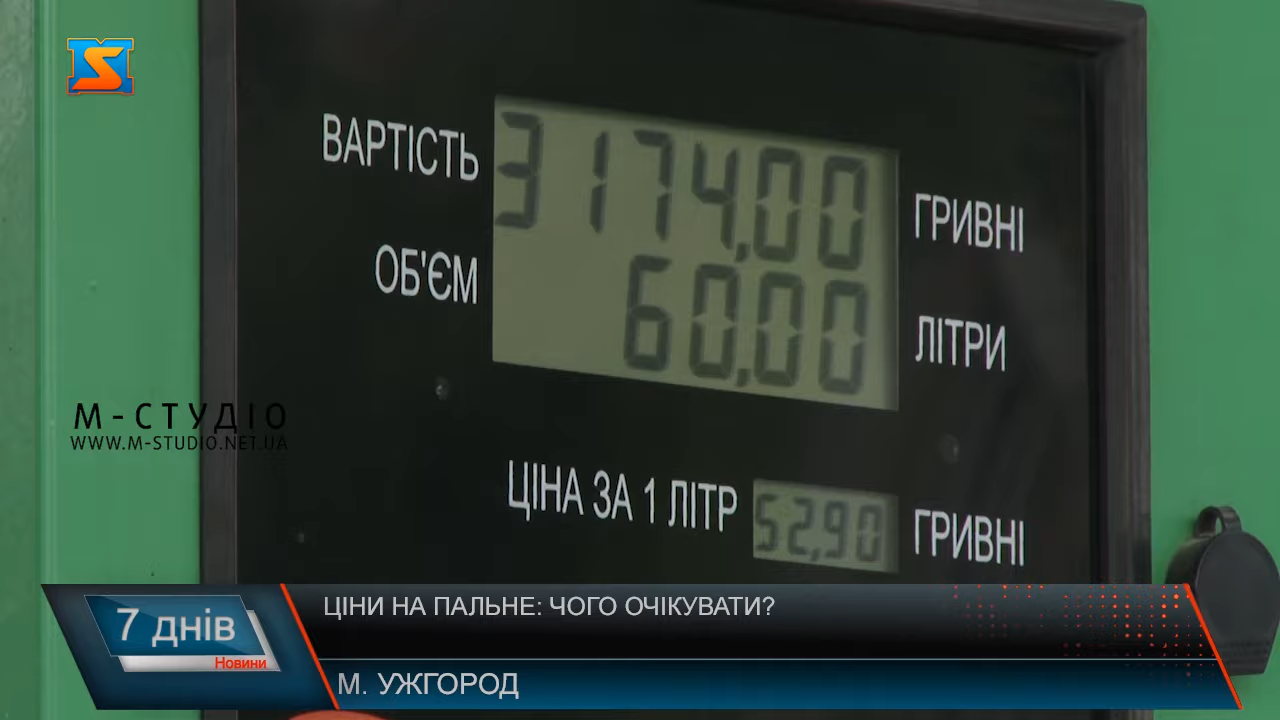 ВАРТІСТЬ 3174,00 ГРИВНІ
ОБ'ЄМ 60,00 ЛІТРИ
М-СТУДІО
WWW.M-STUDIO.NET.UA
ЦІНА ЗА 1 ЛІТР 52,90 ГРИВНІ
7 днів
Новини
ЦІНИ НА ПАЛЬНЕ: ЧОГО ОЧІКУВАТИ?
М. УЖГОРОД